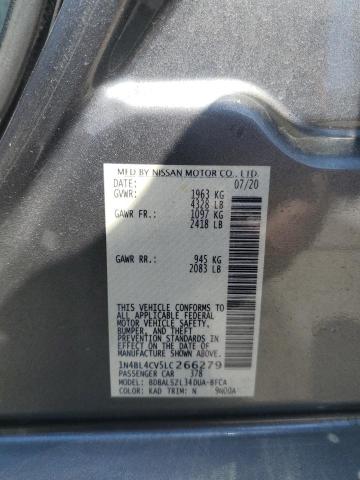 MFD BY NISSAN MOTOR CO., LTD.
DATE: 07/20
GVWR: 1963 KG
4328 LB
GAWR FR.: 1097 KG
2418 LB
GAWR RR.: 945 KG
2083 LB
THIS VEHICLE CONFORMS TO
ALL APPLICABLE FEDERAL
MOTOR VEHICLE SAFETY,
BUMPER, AND THEFT
PREVENTION STANDARDS
IN EFFECT ON THE DATE OF
MANUFACTURE SHOWN ABOVE.
1N4BL4CV5LC266279
PASSENGER CAR 378
MODEL: BDBALSZL34DUA-BFCA
COLOR: KAD TRIM: N